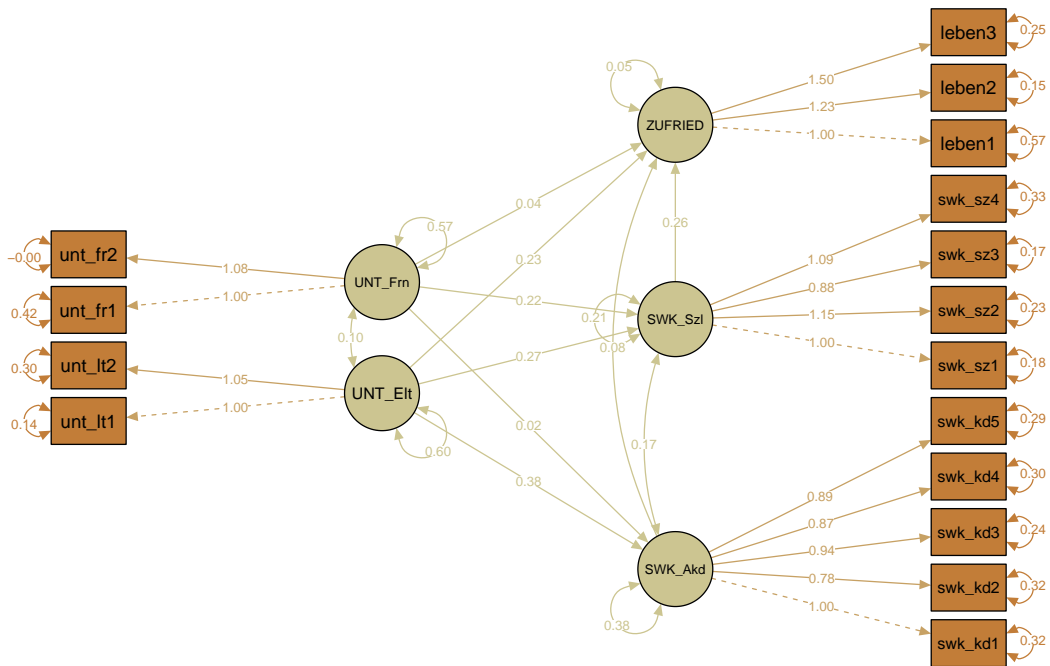 leben3
0.25
leben2
0.15
leben1
0.57
0.05
ZUFRIED
1.50
1.23
1.00
swk_sz4
0.33
swk_sz3
0.17
swk_sz2
0.23
swk_sz1
0.18
0.04
0.26
0.23
0.57
UNT_Frn
0.22
0.21
0.08
SWK_Szl
1.09
0.88
1.15
1.00
−0.00
unt_fr2
1.08
0.42
unt_fr1
1.00
0.10
0.27
0.30
unt_lt2
1.05
0.14
unt_lt1
1.00
UNT_Elt
0.60
0.02
0.38
0.17
swk_kd5
0.29
swk_kd4
0.30
swk_kd3
0.24
swk_kd2
0.32
swk_kd1
0.32
SWK_Akd
0.38
0.89
0.87
0.94
0.78
1.00